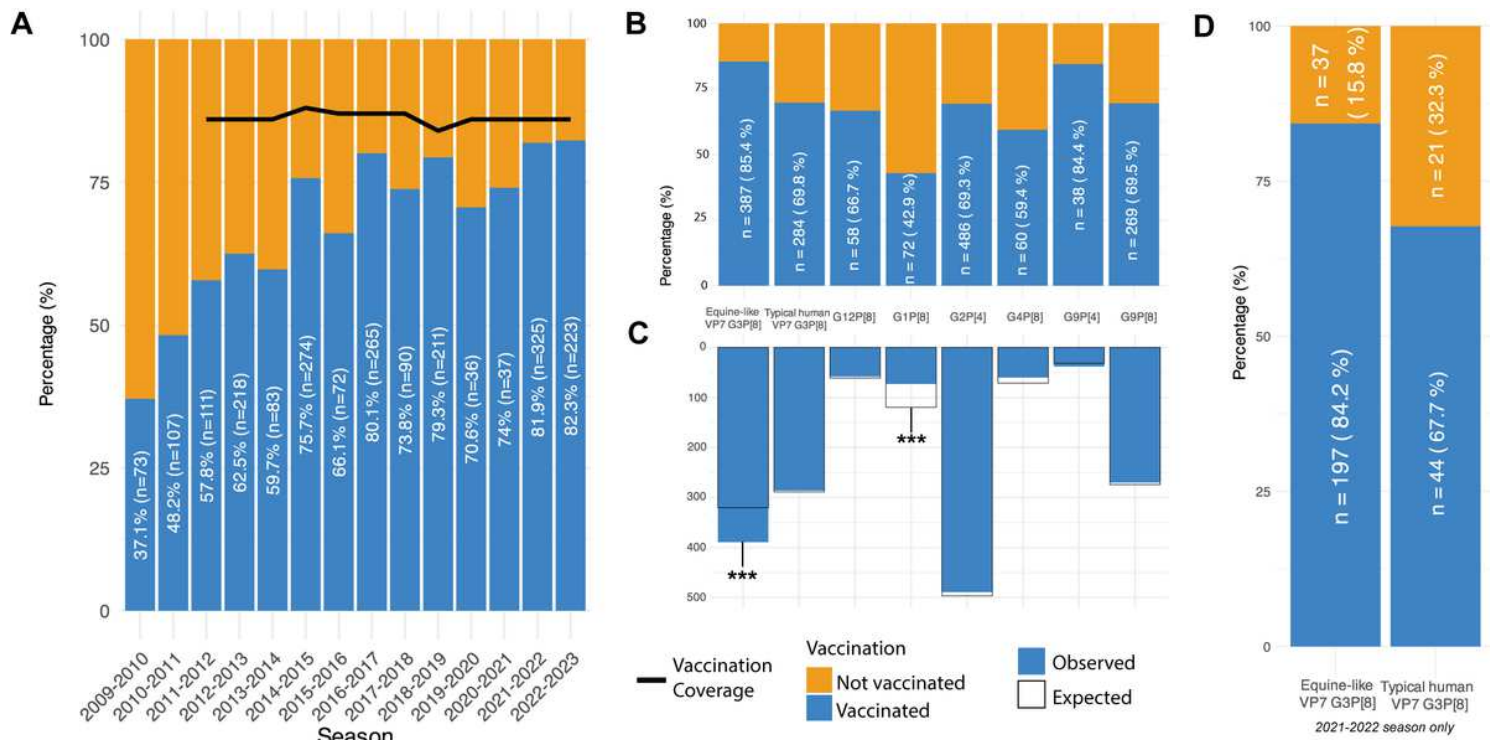 A
100
75
50
25
0
Percentage (%)
37.1% (n=73)
48.2% (n=107)
57.8% (n=111)
62.5% (n=218)
59.7% (n=83)
75.7% (n=274)
66.1% (n=72)
80.1% (n=265)
73.8% (n=90)
79.3% (n=211)
70.6% (n=36)
74% (n=37)
81.9% (n=325)
82.3% (n=223)
2009-2010
2010-2011
2011-2012
2012-2013
2013-2014
2014-2015
2015-2016
2016-2017
2017-2018
2018-2019
2019-2020
2020-2021
2021-2022
2022-2023
Season
B
100
75
50
25
0
Percentage (%)
n = 387 ( 85.4 %)
n = 284 ( 69.8 %)
n = 58 ( 66.7 %)
n = 72 ( 42.9 %)
n = 486 ( 69.3 %)
n = 60 ( 59.4 %)
n = 38 ( 84.4 %)
n = 269 ( 69.5 %)
Equine-like
VP7 G3P[8]
Typical human
VP7 G3P[8]
G12P[8]
G1P[8]
G2P[4]
G4P[8]
G9P[4]
G9P[8]
C
0
100
200
300
400
500
***
***
Vaccination
Coverage
Vaccination
Not vaccinated
Vaccinated
Observed
Expected
D
100
75
50
25
0
Percentage (%)
n = 37
( 15.8 %)
n = 21 ( 32.3 %)
n = 197 ( 84.2 %)
n = 44 ( 67.7 %)
Equine-like
VP7 G3P[8]
Typical human
VP7 G3P[8]
2021-2022 season only